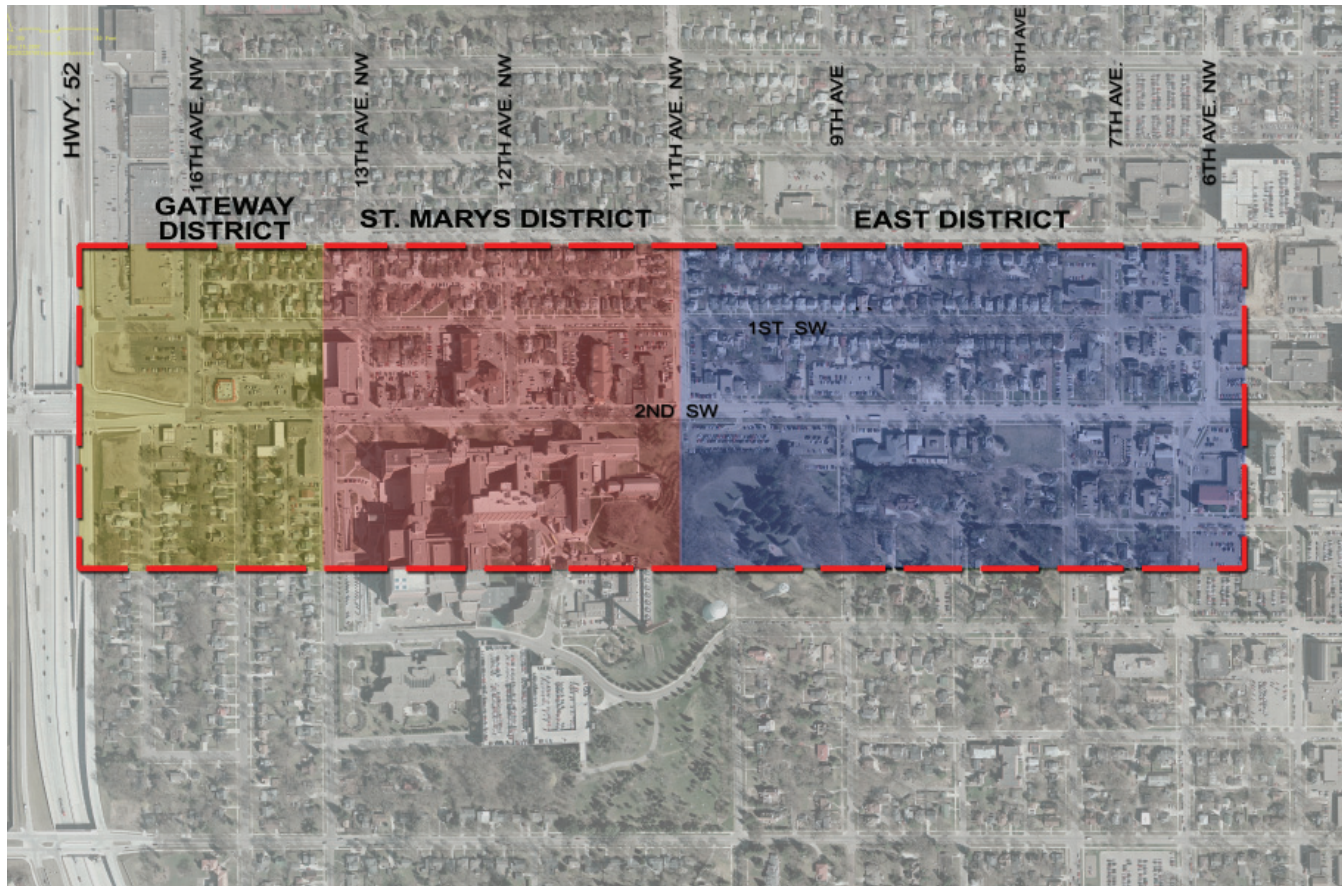 HWY. 52
16TH AVE. NW
13TH AVE. NW
12TH AVE. NW
11TH AVE. NW
9TH AVE
8TH AVE
7TH AVE.
6TH AVE. NW
GATEWAY
DISTRICT
ST. MARYS DISTRICT
EAST DISTRICT
1ST SW
2ND SW